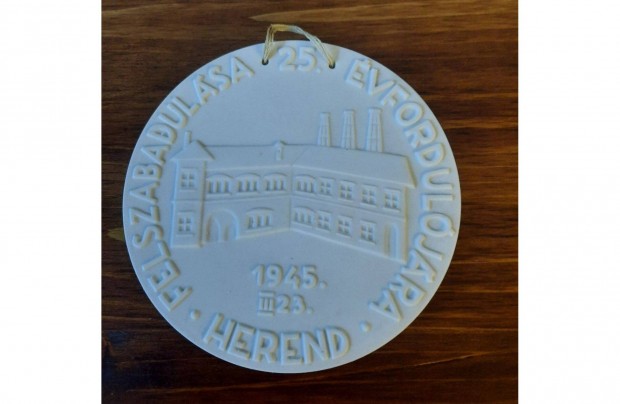 HEREND · FELSZABADULÁSA · 25. ÉVFORDULÓJÁRA ·
1945.
III 23.